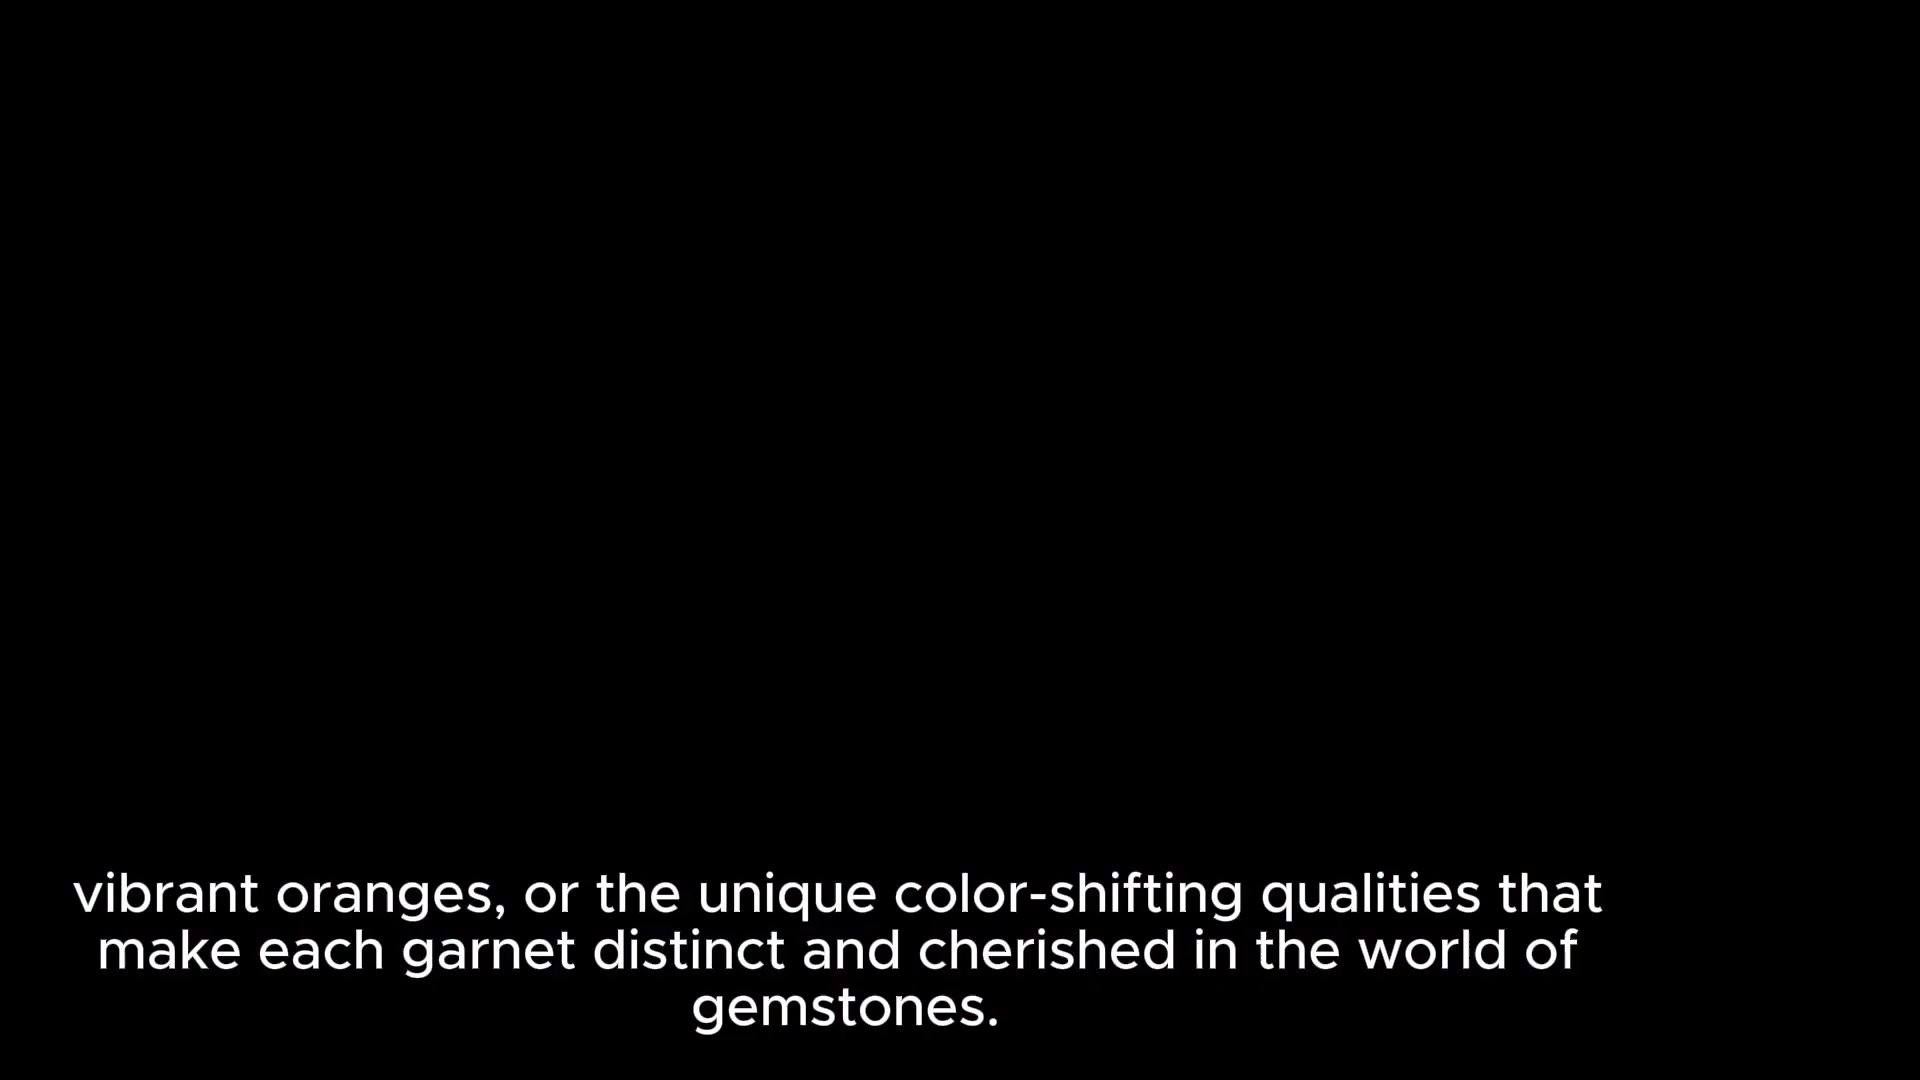 vibrant oranges, or the unique color-shifting qualities that
make each garnet distinct and cherished in the world of
gemstones.